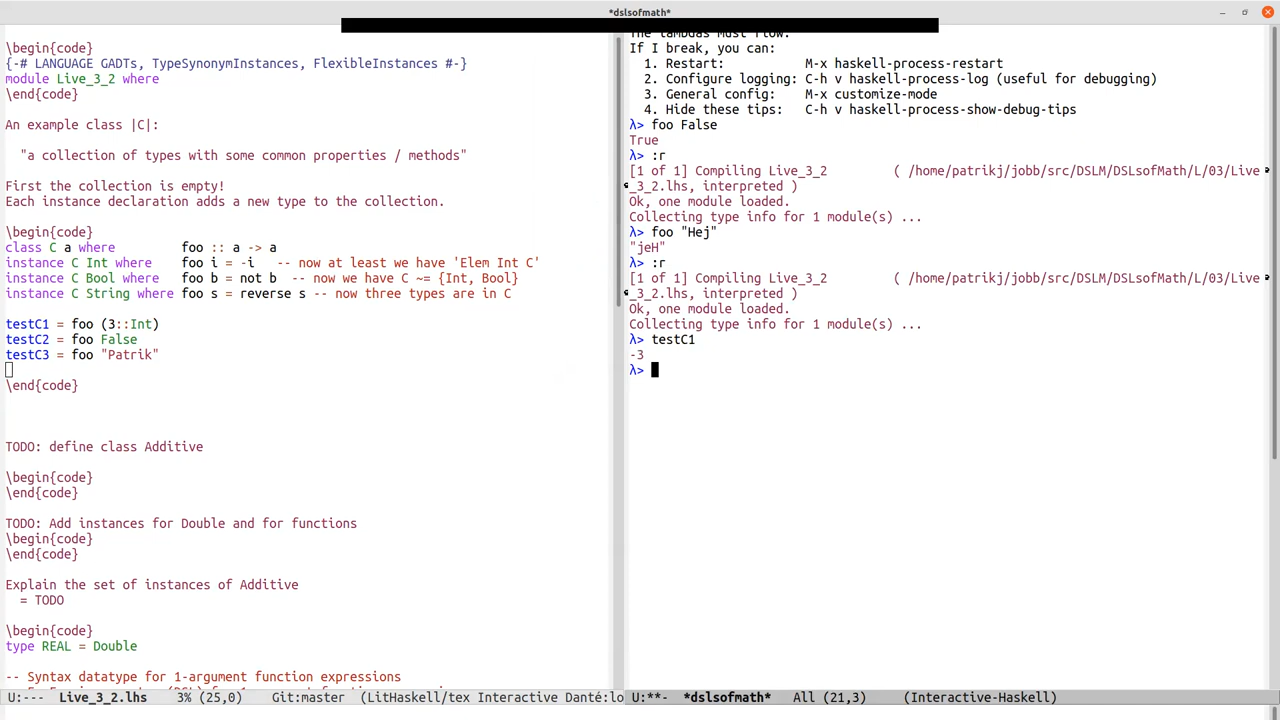 *dslsofmath*
\begin{code}
{-# LANGUAGE GADTs, TypeSynonymInstances, FlexibleInstances #-}
module Live_3_2 where
\end{code}
An example class |C|:
"a collection of types with some common properties / methods"
First the collection is empty!
Each instance declaration adds a new type to the collection.
\begin{code}
class C a where         foo :: a -> a
instance C Int where    foo i = -i   -- now at least we have 'Elem Int C'
instance C Bool where   foo b = not b  -- now we have C ~= {Int, Bool}
instance C String where foo s = reverse s -- now three types are in C
testC1 = foo (3::Int)
testC2 = foo False
testC3 = foo "Patrik"
\end{code}
TODO: define class Additive
\begin{code}
\end{code}
TODO: Add instances for Double and for functions
\begin{code}
\end{code}
Explain the set of instances of Additive
= TODO
\begin{code}
type REAL = Double
-- Syntax datatype for 1-argument function expressions
U:---  Live_3_2.lhs   3% (25,0)   Git:master  (LitHaskell/tex Interactive Danté:lo
The lambdas must flow.
If I break, you can:
1. Restart:           M-x haskell-process-restart
2. Configure logging: C-h v haskell-process-log (useful for debugging)
3. General config:    M-x customize-mode
4. Hide these tips:   C-h v haskell-process-show-debug-tips
λ> foo False
True
λ> :r
[1 of 1] Compiling Live_3_2         ( /home/patrikj/jobb/src/DSLM/DSLsofMath/L/03/Live
_3_2.lhs, interpreted )
Ok, one module loaded.
Collecting type info for 1 module(s) ...
λ> foo "Hej"
"jeH"
λ> :r
[1 of 1] Compiling Live_3_2         ( /home/patrikj/jobb/src/DSLM/DSLsofMath/L/03/Live
_3_2.lhs, interpreted )
Ok, one module loaded.
Collecting type info for 1 module(s) ...
λ> testC1
-3
λ>
U:**-  *dslsofmath*   All (21,3)     (Interactive-Haskell)